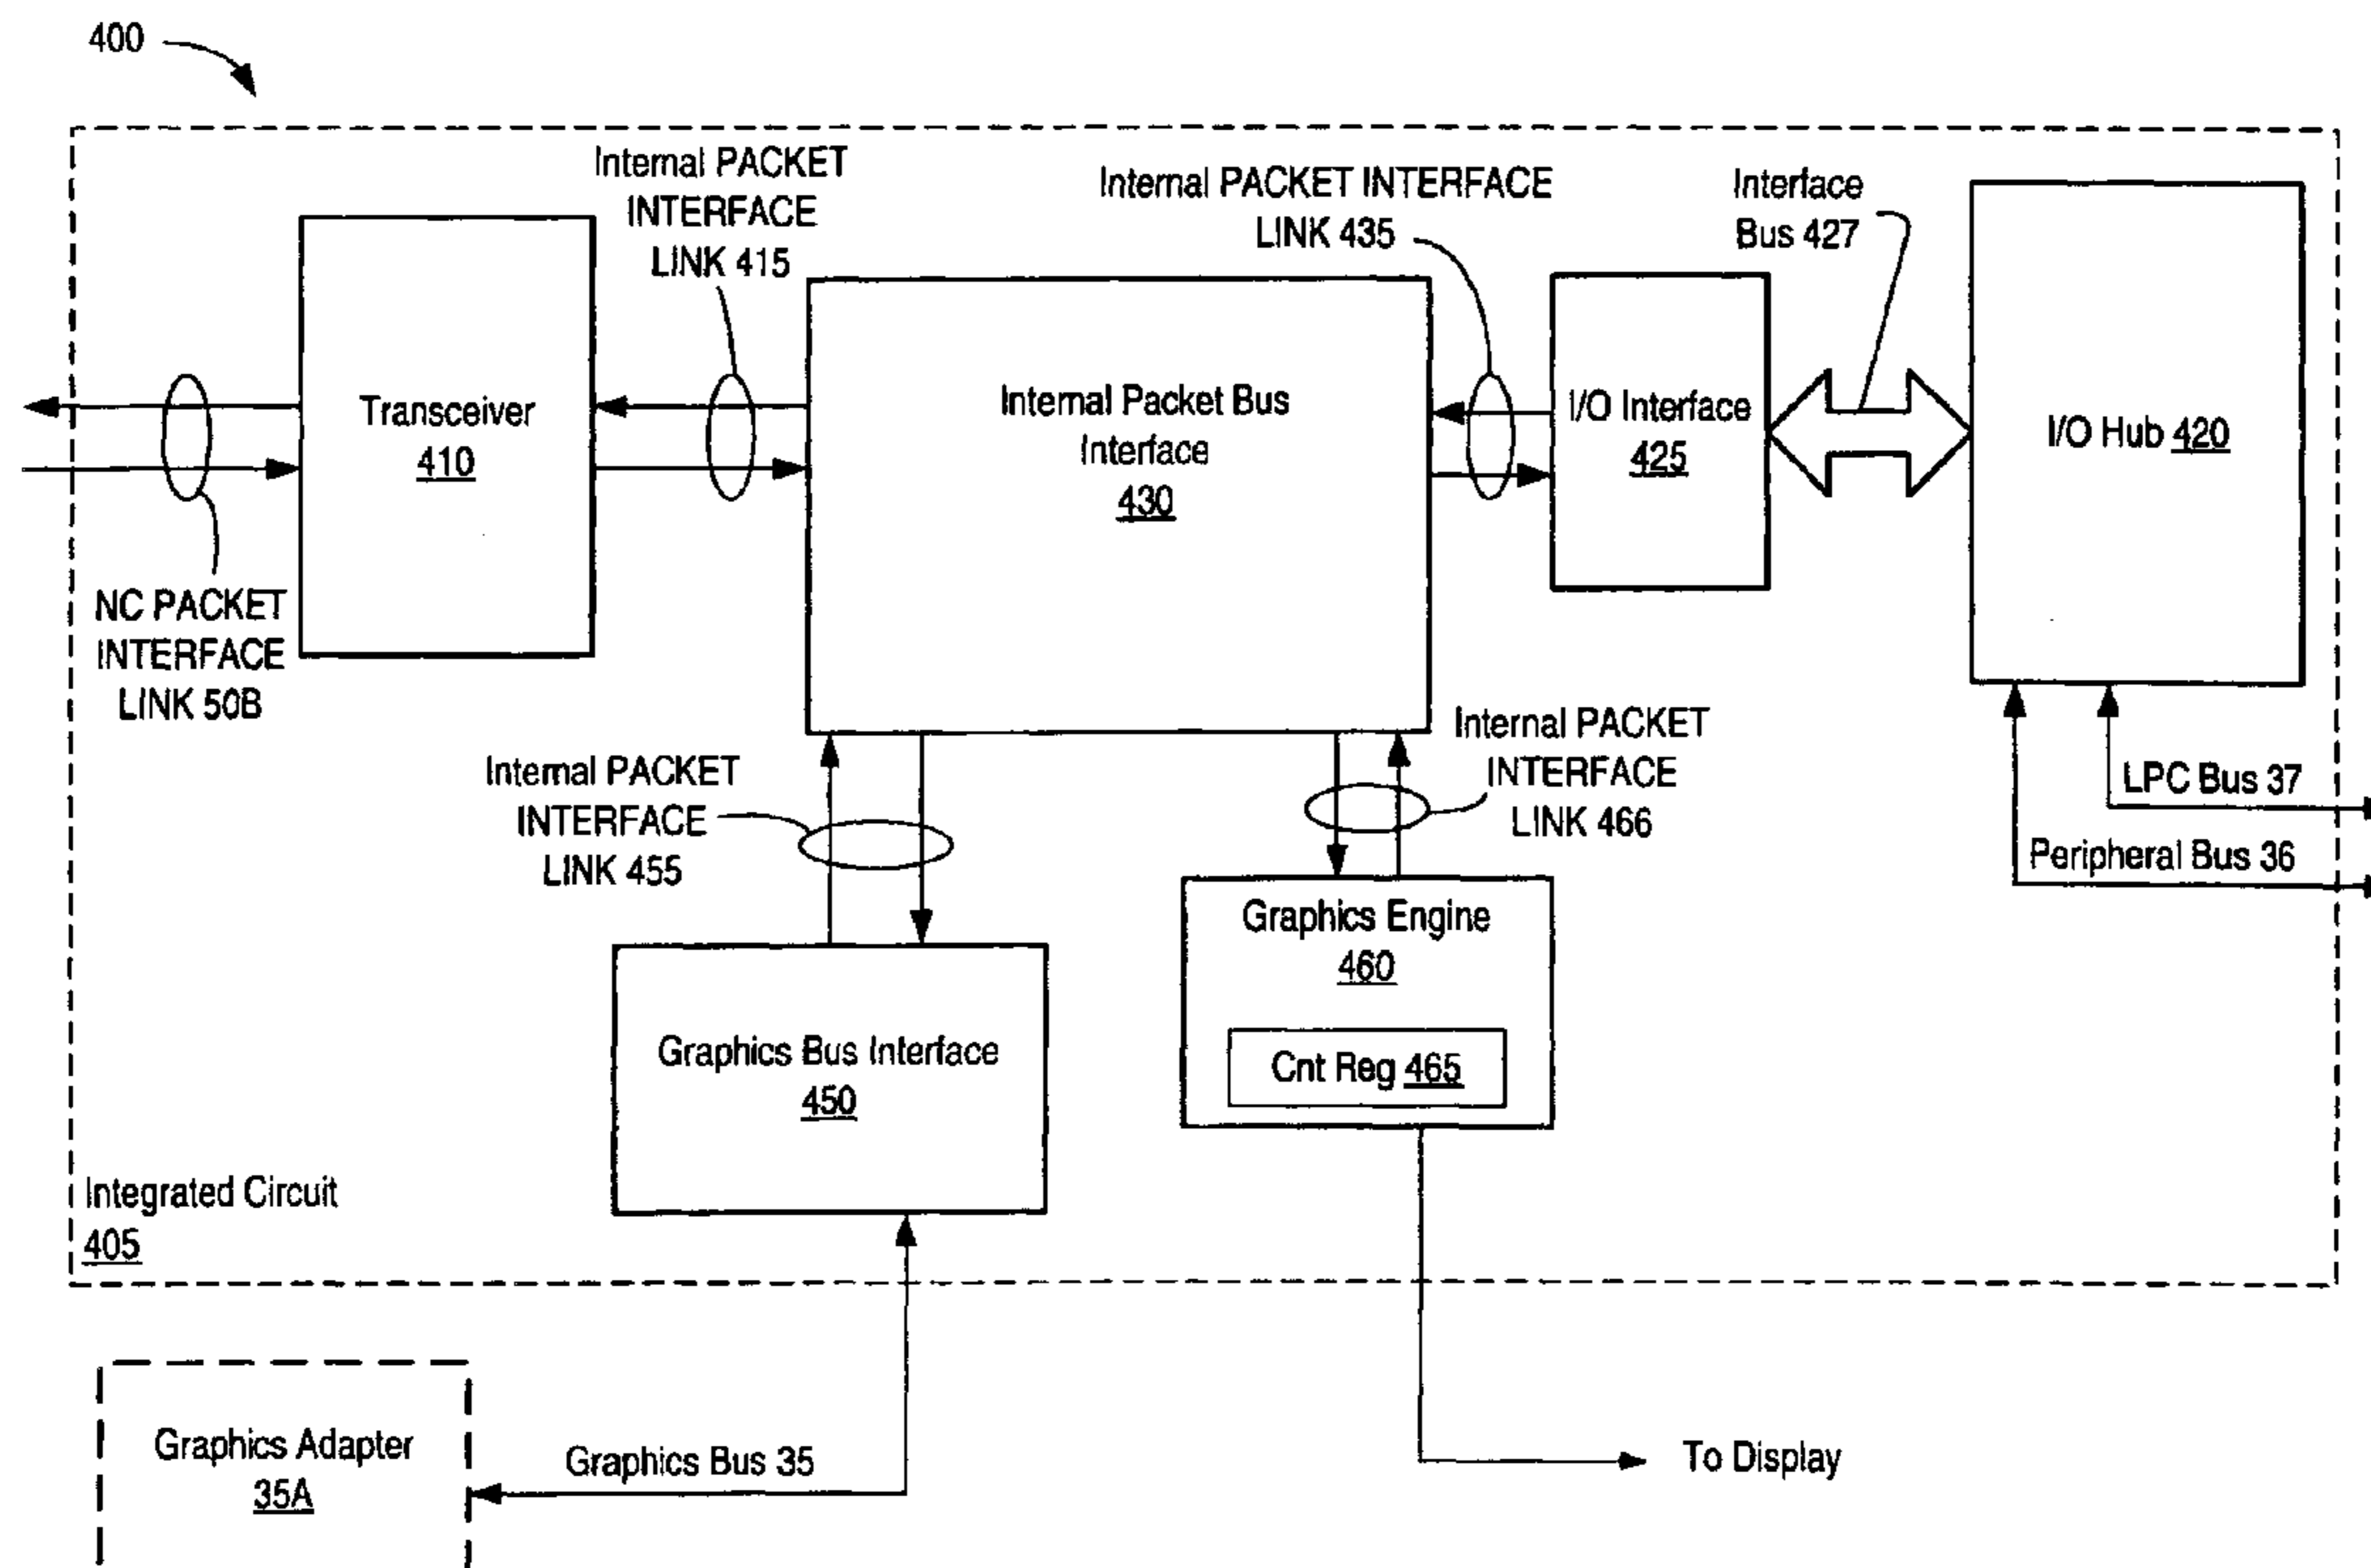 400
Internal PACKET
INTERFACE
LINK 415
Internal PACKET INTERFACE
LINK 435
Interface
Bus 427
Transceiver
410
Internal Packet Bus
Interface
430
I/O Interface
425
I/O Hub 420
NC PACKET
INTERFACE
LINK 50B
Internal PACKET
INTERFACE
LINK 455
Internal PACKET
INTERFACE
LINK 466
LPC Bus 37
Peripheral Bus 36
Graphics Bus Interface
450
Graphics Engine
460
Cnt Reg 465
Integrated Circuit
405
Graphics Adapter
35A
Graphics Bus 35
To Display